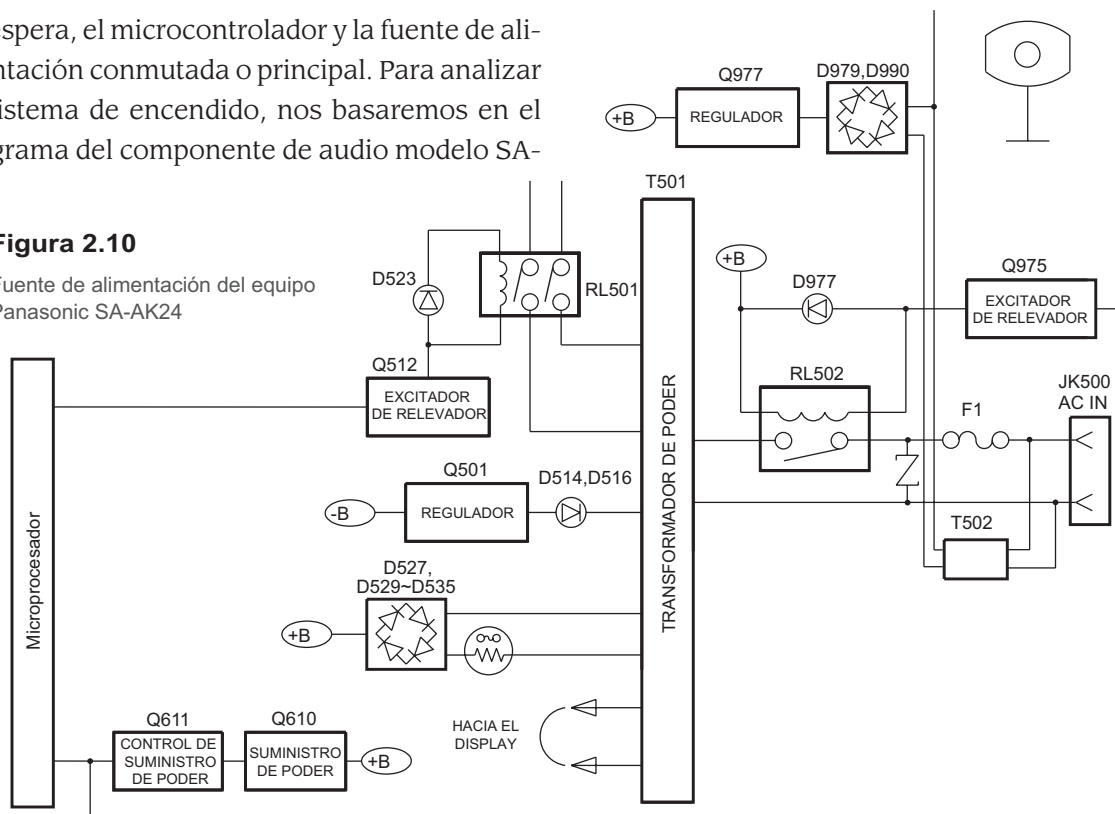 espera, el microcontrolador y la fuente de ali-
ntación conmutada o principal. Para analizar
istema de encendido, nos basaremos en el
grama del componente de audio modelo SA-
Figura 2.10
Fuente de alimentación del equipo
Panasonic SA-AK24
Q977
D979,D990
+B
REGULADOR
T501
D523
RL501
+B
D977
Q975
EXCITADOR
DE RELEVADOR
Q512
EXCITADOR
DE RELEVADOR
RL502
F1
JK500
AC IN
Q501
D514,D516
-B
REGULADOR
T502
TRANSFORMADOR DE PODER
Microprocesador
D527,
D529~D535
+B
HACIA EL
DISPLAY
Q611
Q610
CONTROL DE
SUMINISTRO
DE PODER
SUMINISTRO
DE PODER
+B